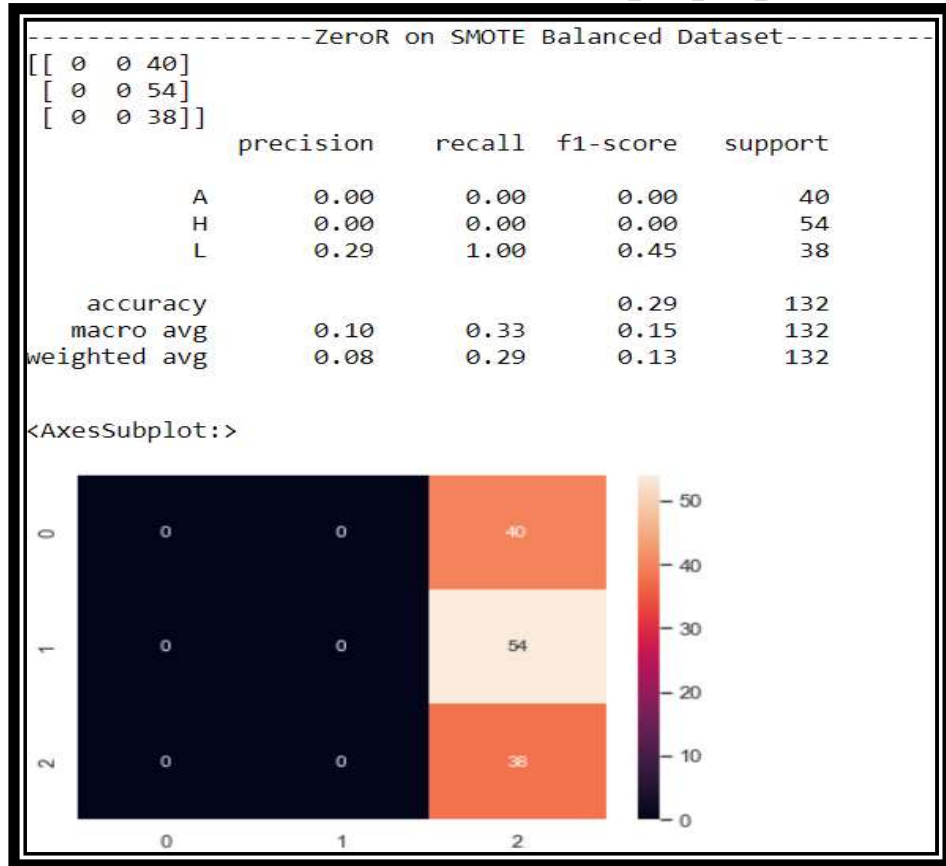 -------------------ZeroR on SMOTE Balanced Dataset----------
[[ 0 0 40]
[ 0 0 54]
[ 0 0 38]]
precision recall f1-score support
A 0.00 0.00 0.00 40
H 0.00 0.00 0.00 54
L 0.29 1.00 0.45 38
accuracy 0.29 132
macro avg 0.10 0.33 0.15 132
weighted avg 0.08 0.29 0.13 132
<AxesSubplot:>
0 0 0 40
1 0 0 54
2 0 0 38
0 1 2
50
40
30
20
10
0